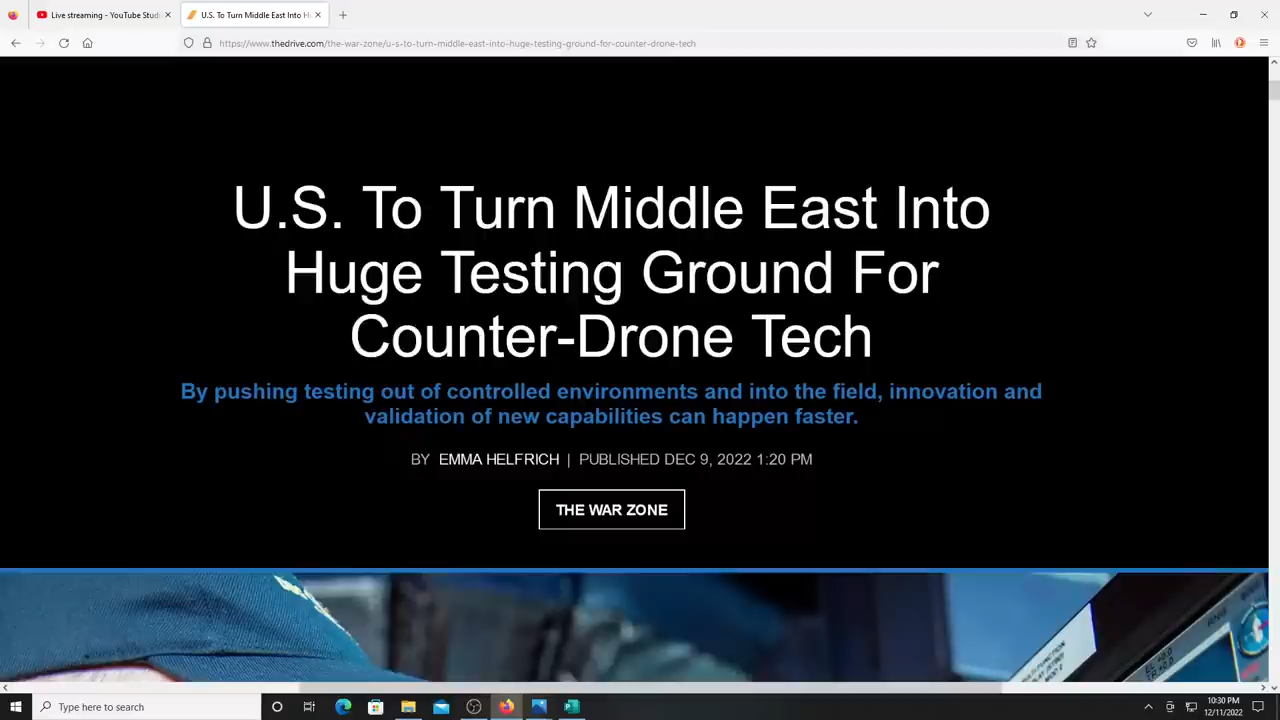 Live streaming - YouTube Stud
U.S. To Turn Middle East Into H
https://www.thedrive.com/the-war-zone/u-s-to-turn-middle-east-into-huge-testing-ground-for-counter-drone-tech
U.S. To Turn Middle East Into
Huge Testing Ground For
Counter-Drone Tech
By pushing testing out of controlled environments and into the field, innovation and
validation of new capabilities can happen faster.
BY EMMA HELFRICH | PUBLISHED DEC 9, 2022 1:20 PM
THE WAR ZONE
Type here to search
10:30 PM
12/11/2022